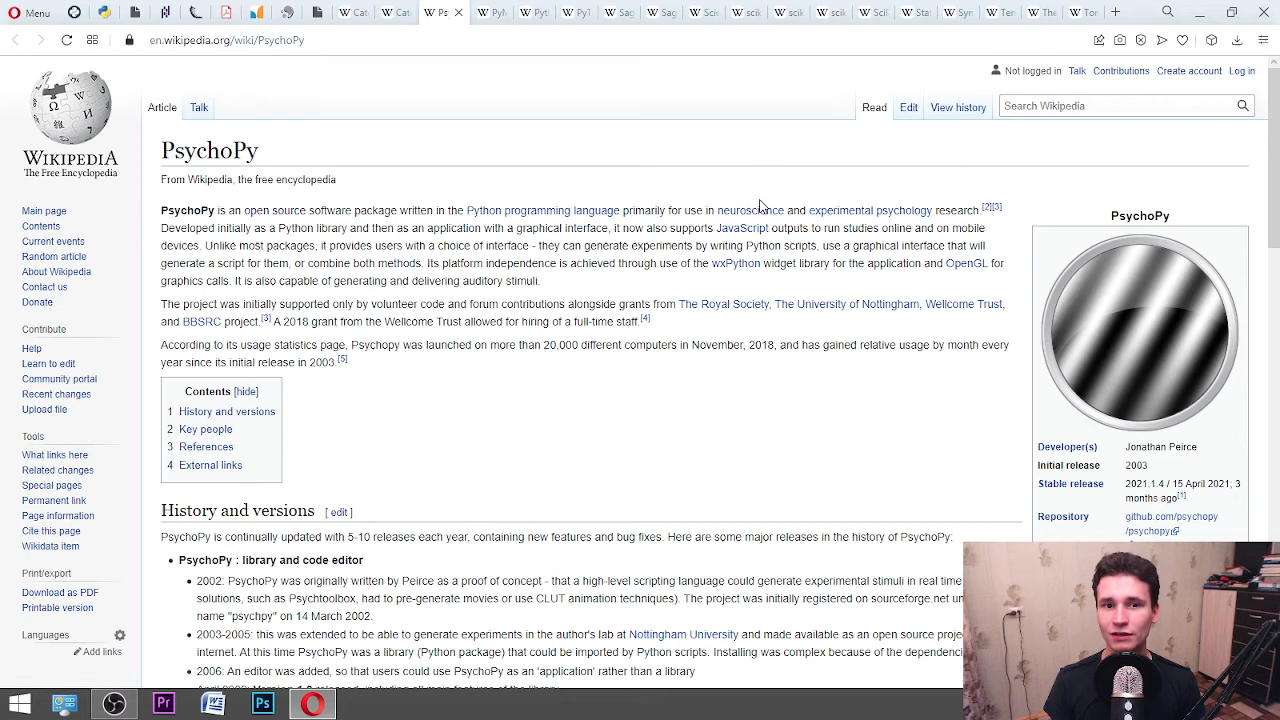 Menu
Cat
Cat
Ps
PyM
Pyth
PyT
Sag
Sag
Scie
scik
scik
scik
SciF
Stat
Syn
Ten
The
Tor
en.wikipedia.org/wiki/PsychoPy
Not logged in Talk Contributions Create account Log in
Article Talk Read Edit View history Search Wikipedia
WIKIPEDIA
The Free Encyclopedia
Main page
Contents
Current events
Random article
About Wikipedia
Contact us
Donate
Contribute
Help
Learn to edit
Community portal
Recent changes
Upload file
Tools
What links here
Related changes
Special pages
Permanent link
Page information
Cite this page
Wikidata item
Print/export
Download as PDF
Printable version
Languages
Add links
PsychoPy
From Wikipedia, the free encyclopedia
PsychoPy is an open source software package written in the Python programming language primarily for use in neuroscience and experimental psychology research.[2][3]
Developed initially as a Python library and then as an application with a graphical interface, it now also supports JavaScript outputs to run studies online and on mobile
devices. Unlike most packages, it provides users with a choice of interface - they can generate experiments by writing Python scripts, use a graphical interface that will
generate a script for them, or combine both methods. Its platform independence is achieved through use of the wxPython widget library for the application and OpenGL for
graphics calls. It is also capable of generating and delivering auditory stimuli.
The project was initially supported only by volunteer code and forum contributions alongside grants from The Royal Society, The University of Nottingham, Wellcome Trust,
and BBSRC project.[3] A 2018 grant from the Wellcome Trust allowed for hiring of a full-time staff.[4]
According to its usage statistics page, Psychopy was launched on more than 20,000 different computers in November, 2018, and has gained relative usage by month every
year since its initial release in 2003.[5]
Contents [hide]
1 History and versions
2 Key people
3 References
4 External links
History and versions [ edit ]
PsychoPy is continually updated with 5-10 releases each year, containing new features and bug fixes. Here are some major releases in the history of PsychoPy:
PsychoPy : library and code editor
2002: PsychoPy was originally written by Peirce as a proof of concept - that a high-level scripting language could generate experimental stimuli in real time
solutions, such as Psychtoolbox, had to pre-generate movies or use CLUT animation techniques). The project was initially registered on sourceforge.net un
name "psychpy" on 14 March 2002.
2003-2005: this was extended to be able to generate experiments in the author's lab at Nottingham University and made available as an open source proje
internet. At this time PsychoPy was a library (Python package) that could be imported by Python scripts. Installing was complex because of the dependenci
2006: An editor was added, so that users could use PsychoPy as an 'application' rather than a library
PsychoPy
Developer(s) Jonathan Peirce
Initial release 2003
Stable release 2021.1.4 / 15 April 2021; 3
months ago[1]
Repository github.com/psychopy
/psychopy
Pr
Ps